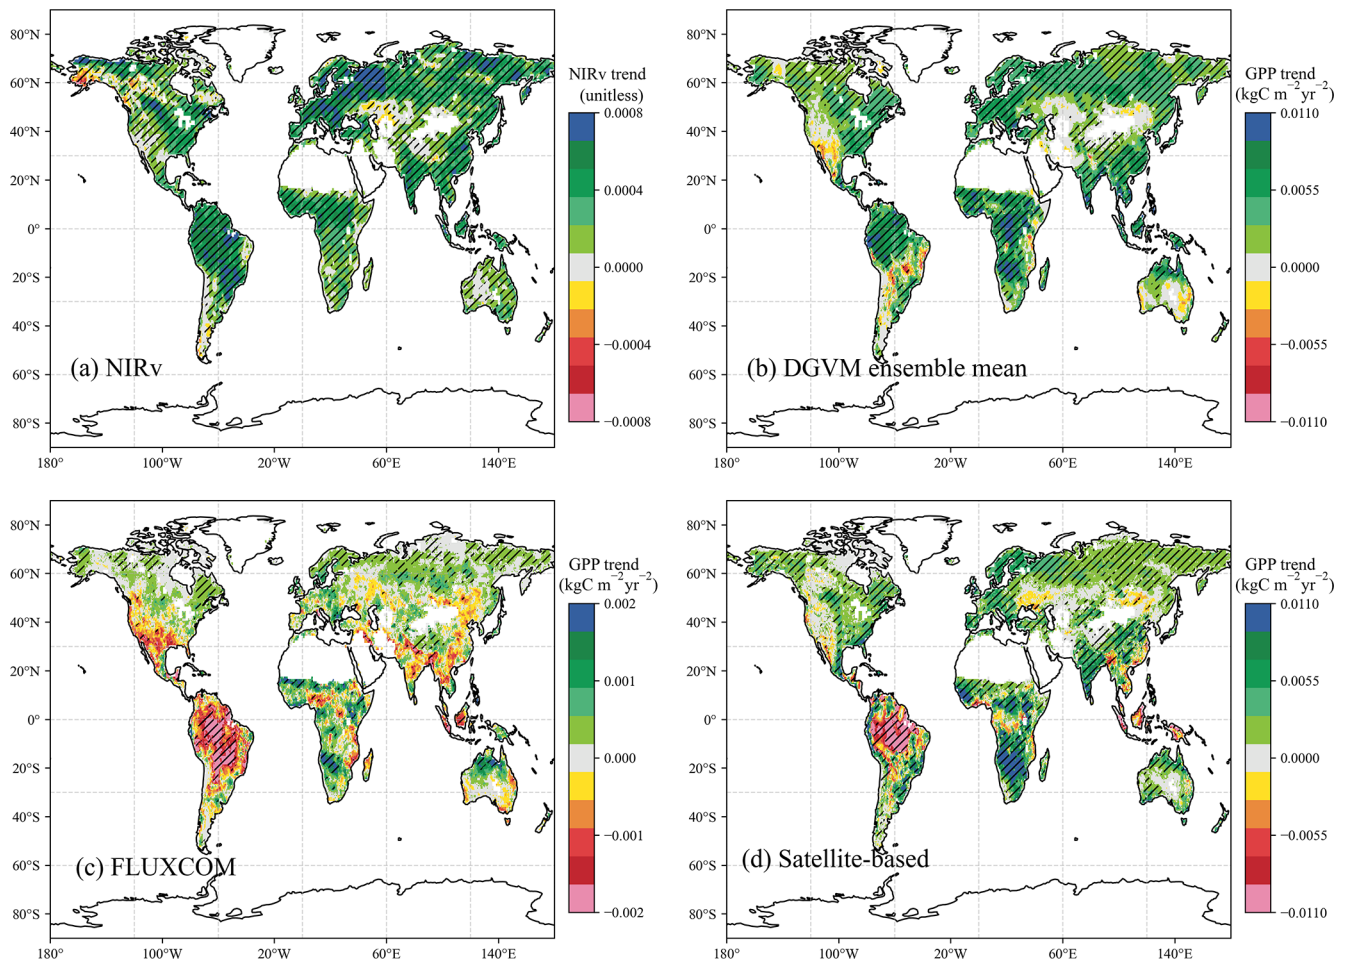 80°N
60°N
40°N
20°N
0°
20°S
40°S
60°S
80°S
180°
100°W
20°W
60°E
140°E
(a) NIRv
NIRv trend
(unitless)
0.0008
0.0004
0.0000
−0.0004
−0.0008
80°N
60°N
40°N
20°N
0°
20°S
40°S
60°S
80°S
180°
100°W
20°W
60°E
140°E
(b) DGVM ensemble mean
GPP trend
(kgC m⁻²yr⁻²)
0.0110
0.0055
0.0000
−0.0055
−0.0110
80°N
60°N
40°N
20°N
0°
20°S
40°S
60°S
80°S
180°
100°W
20°W
60°E
140°E
(c) FLUXCOM
GPP trend
(kgC m⁻²yr⁻²)
0.002
0.001
0.000
−0.001
−0.002
80°N
60°N
40°N
20°N
0°
20°S
40°S
60°S
80°S
180°
100°W
20°W
60°E
140°E
(d) Satellite-based
GPP trend
(kgC m⁻²yr⁻²)
0.0110
0.0055
0.0000
−0.0055
−0.0110